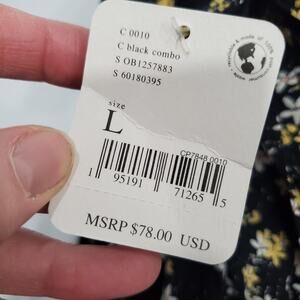 C 0010
C black combo
S OB1257883
S 60180395
size
L
CP7848 0010
1 95191 71265 5
MSRP $78.00 USD